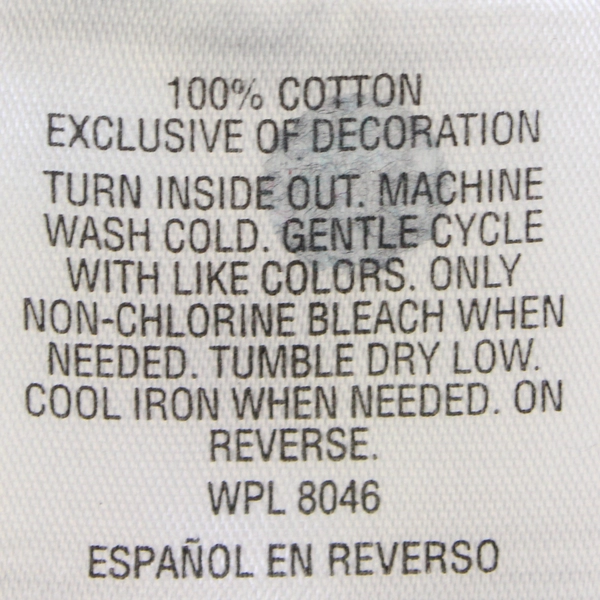 100% COTTON
EXCLUSIVE OF DECORATION
TURN INSIDE OUT. MACHINE
WASH COLD. GENTLE CYCLE
WITH LIKE COLORS. ONLY
NON-CHLORINE BLEACH WHEN
NEEDED. TUMBLE DRY LOW.
COOL IRON WHEN NEEDED. ON
REVERSE.
WPL 8046
ESPAÑOL EN REVERSO